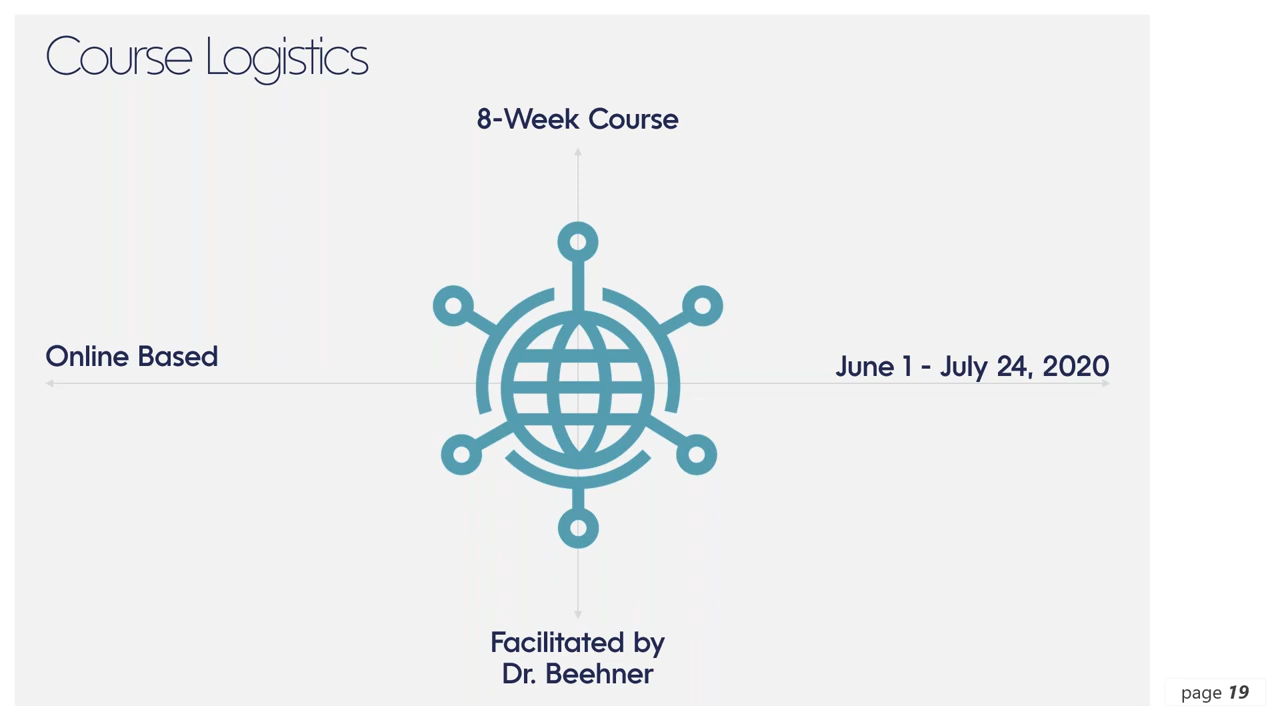 Course Logistics
8-Week Course
Online Based
June 1 - July 24, 2020
Facilitated by
Dr. Beehner
page 19